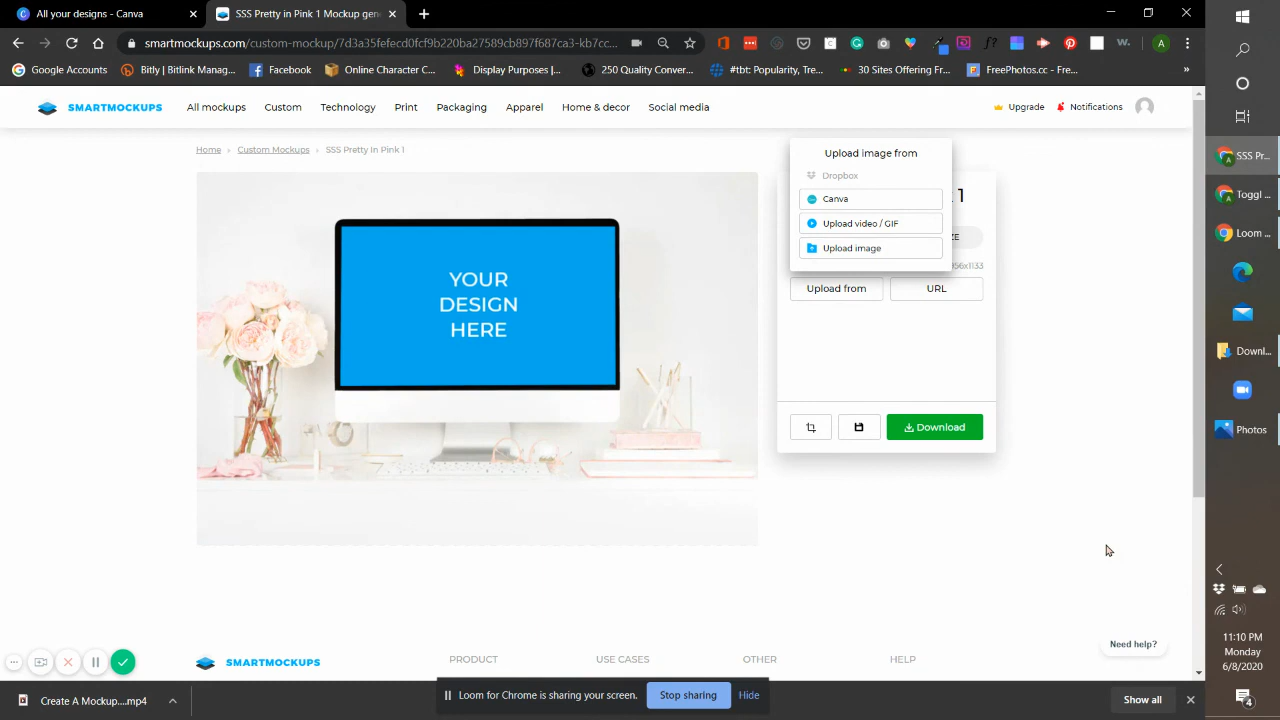 All your designs - Canva
SSS Pretty in Pink 1 Mockup gen
smartmockups.com/custom-mockup/7d3a35fefecd0fcf9b220ba27589cb897f687ca3-kb7cc...
A
Google Accounts
Bitly | Bitlink Manag...
Facebook
Online Character C...
Display Purposes |...
250 Quality Conver...
#tbt: Popularity, Tre...
30 Sites Offering Fr...
FreePhotos.cc - Fre...
»
SMARTMOCKUPS
All mockups
Custom
Technology
Print
Packaging
Apparel
Home & decor
Social media
Upgrade
Notifications
Home › Custom Mockups › SSS Pretty In Pink 1
Upload image from
Dropbox
Canva
Upload video / GIF
Upload image
1
ZE
956x1133
Upload from
URL
Download
YOUR
DESIGN
HERE
Need help?
SMARTMOCKUPS
PRODUCT
USE CASES
OTHER
HELP
Loom for Chrome is sharing your screen.
Stop sharing
Hide
Create A Mockup....mp4
Show all
SSS Pr...
Toggl ...
Loom ...
Downl...
Photos
11:10 PM
Monday
6/8/2020
4